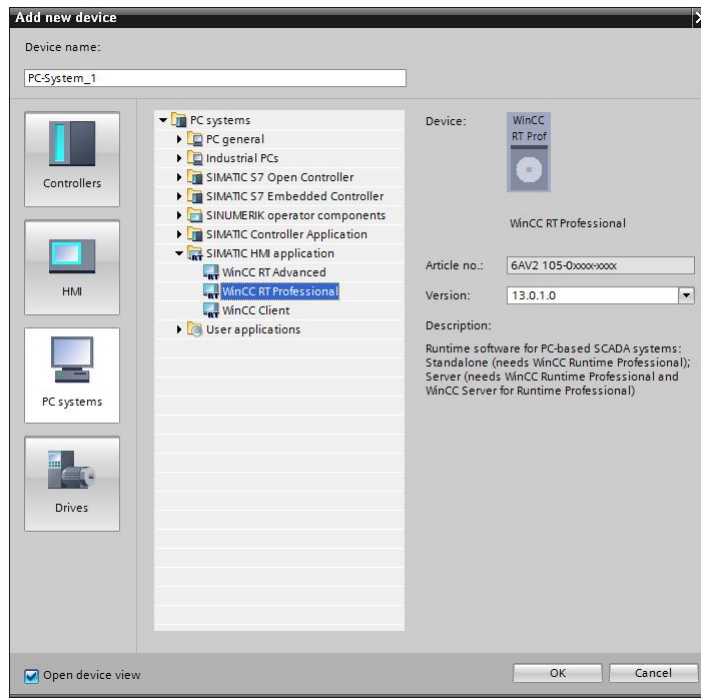 Add new device
Device name:
PC-System_1
Controllers
HMI
PC systems
Drives
PC systems
PC general
Industrial PCs
SIMATIC S7 Open Controller
SIMATIC S7 Embedded Controller
SINUMERIK operator components
SIMATIC Controller Application
SIMATIC HMI application
WinCC RT Advanced
WinCC RT Professional
WinCC Client
User applications
Device:
WinCC
RT Prof
WinCC RT Professional
Article no.: 6AV2 105-0xxxx-xxxx
Version: 13.0.1.0
Description:
Runtime software for PC-based SCADA systems:
Standalone (needs WinCC Runtime Professional);
Server (needs WinCC Runtime Professional and
WinCC Server for Runtime Professional)
Open device view
OK
Cancel